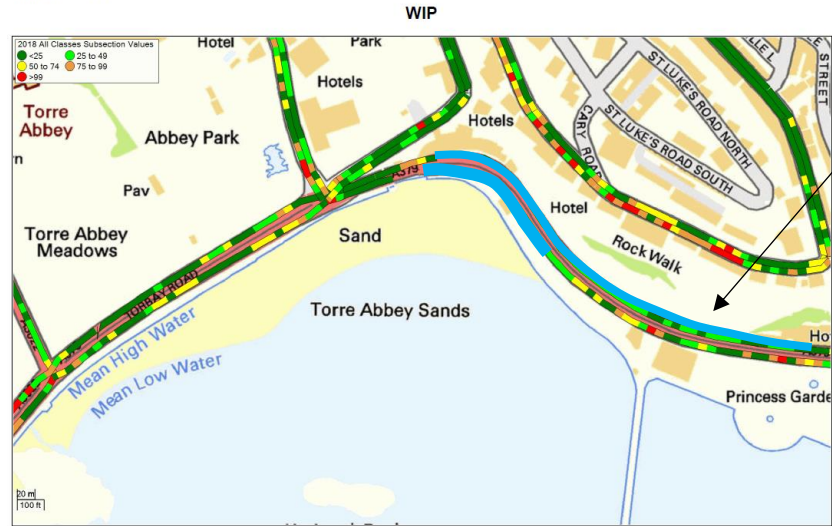 WIP
2018 All Classes Subsection Values
<25
25 to 49
50 to 74
75 to 99
>99
Hotel
Park
Hotels
Torre
Abbey
Abbey Park
Hotels
ST LUKE'S ROAD NORTH
ST LUKE'S ROAD SOUTH
CARY ROAD
STREET
Pav
A379
Hotel
Torre Abbey
Meadows
Sand
Rock Walk
TORBAY ROAD
Torre Abbey Sands
Mean High Water
Mean Low Water
Ho
Princess Garde
20 m
100 ft